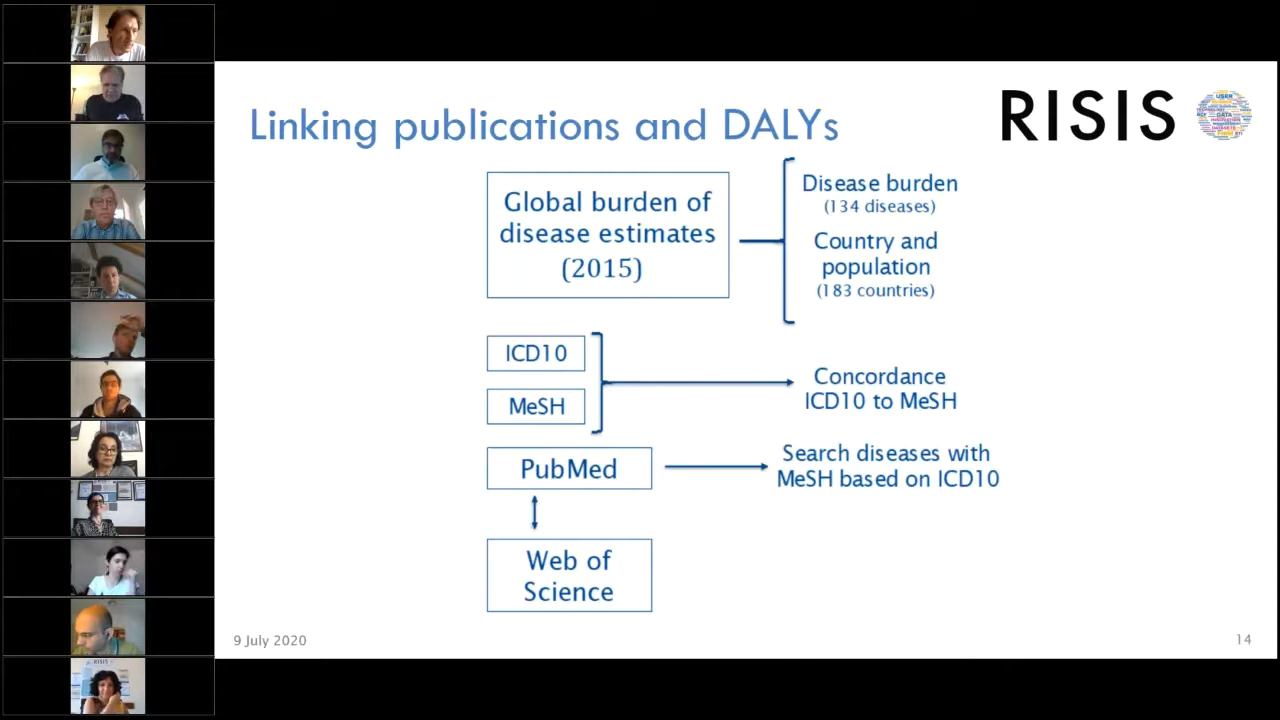 Linking publications and DALYs
RISIS
USER
DATA
Global burden of
disease estimates
(2015)
Disease burden
(134 diseases)
Country and
population
(183 countries)
ICD10
MeSH
Concordance
ICD10 to MeSH
PubMed
Search diseases with
MeSH based on ICD10
Web of
Science
9 July 2020
14